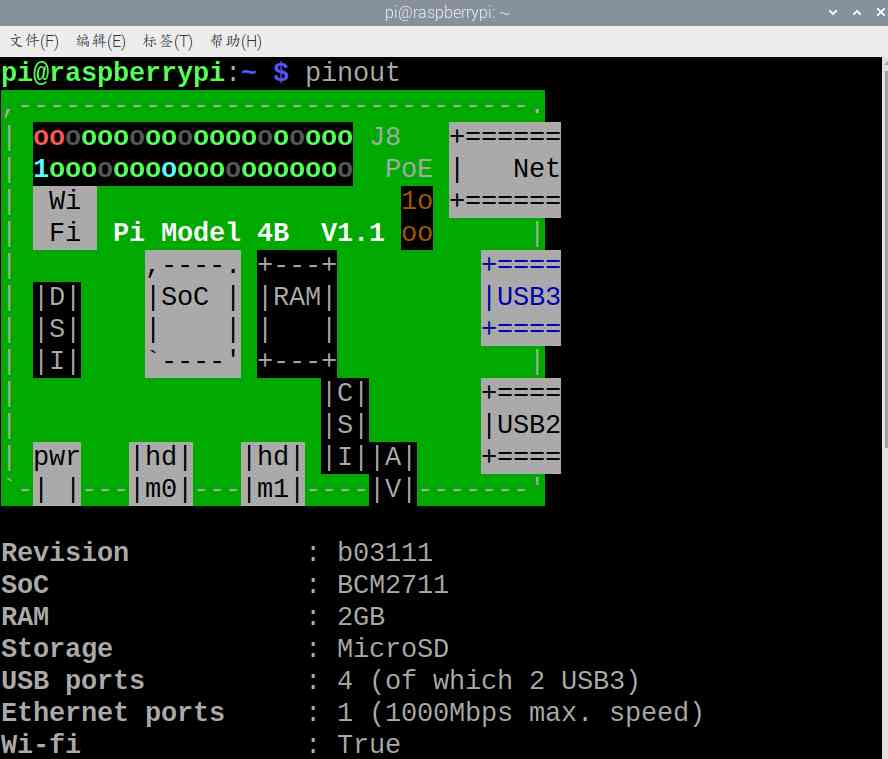 pi@raspberrypi: ~
文件(F) 编辑(E) 标签(T) 帮助(H)
pi@raspberrypi:~ $ pinout
,--------------------------------.
| oooooooooooooooooooo J8   +======
| 1ooooooooooooooooooo  PoE |   Net
|  Wi                    1o +======
|  Fi  Pi Model 4B  V1.1 oo      |
|        ,----. +---+         +====
| |D|    |SoC | |RAM|         |USB3
| |S|    |    | |   |         +====
| |I|    `----' +---+            |
|                   |C|       +====
|                   |S|       |USB2
| pwr   |hd|   |hd| |I||A|    +====
`-| |---|m0|---|m1|----|V|-------'
Revision           : b03111
SoC                : BCM2711
RAM                : 2GB
Storage            : MicroSD
USB ports          : 4 (of which 2 USB3)
Ethernet ports     : 1 (1000Mbps max. speed)
Wi-fi              : True